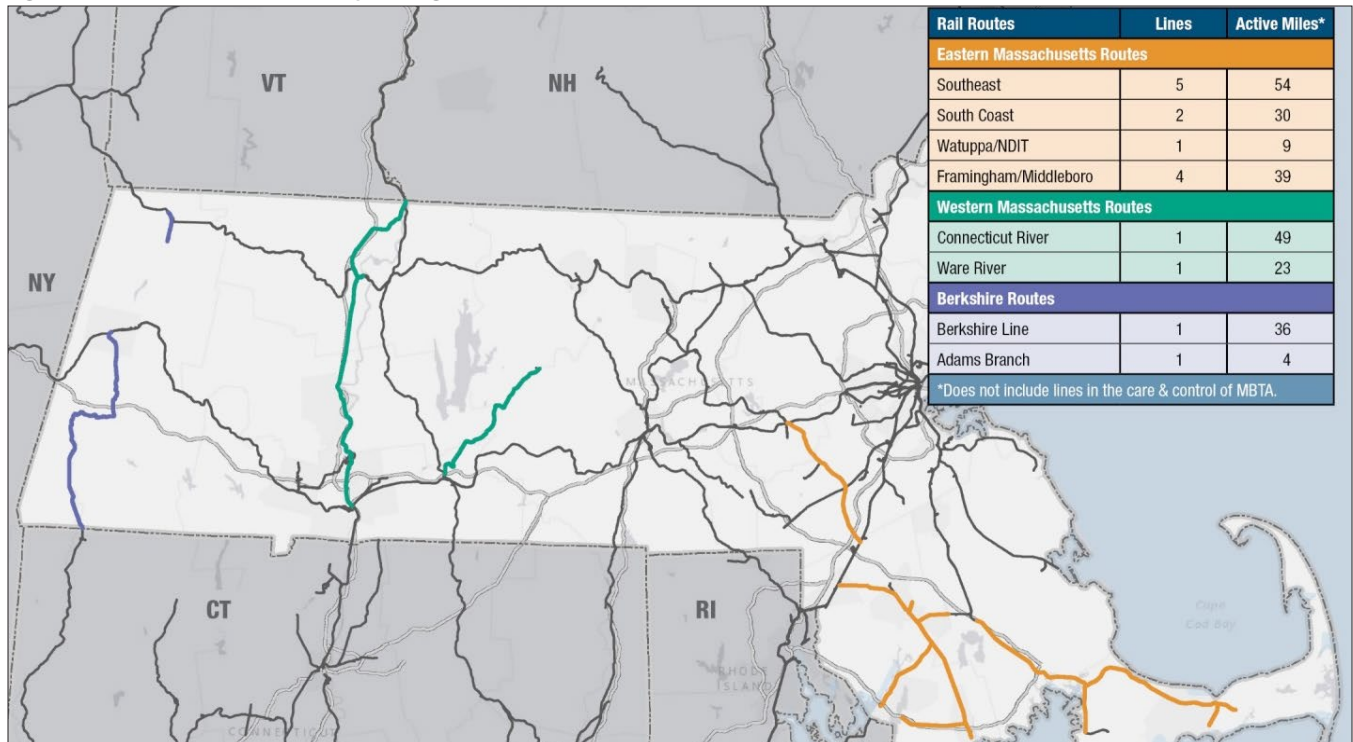 VT
NH
NY
CT
RI
MASSACHUSETTS
RHODE
ISLAND
CONNECTICUT
Cape
Cod Bay
Rail Routes Lines Active Miles*
Eastern Massachusetts Routes
Southeast 5 54
South Coast 2 30
Watuppa/NDIT 1 9
Framingham/Middleboro 4 39
Western Massachusetts Routes
Connecticut River 1 49
Ware River 1 23
Berkshire Routes
Berkshire Line 1 36
Adams Branch 1 4
*Does not include lines in the care & control of MBTA.